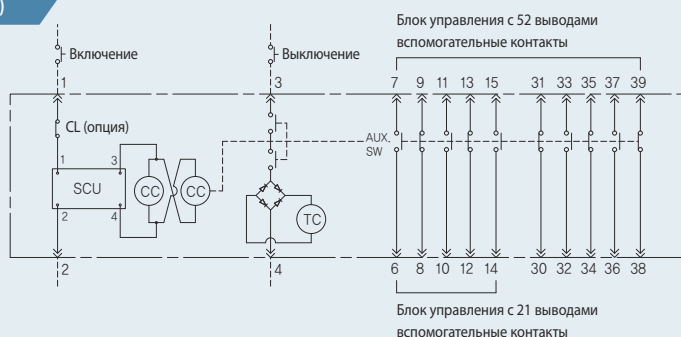 )
Блок управления с 52 выводами
вспомогательные контакты
Включение
Выключение
1 3 7 9 11 13 15 31 33 35 37 39
CL (опция)
AUX.
SW
1 3
SCU
CC CC
2 4
TC
2 4 6 8 10 12 14 30 32 34 36 38
Блок управления с 21 выводами
вспомогательные контакты